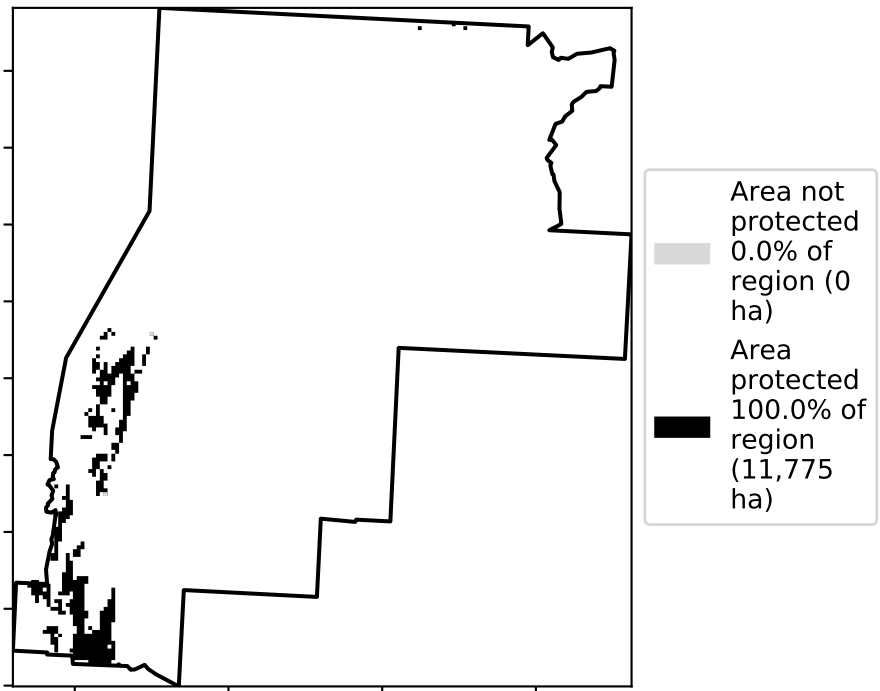 Area not
protected
0.0% of
region (0
ha)
Area
protected
100.0% of
region
(11,775
ha)